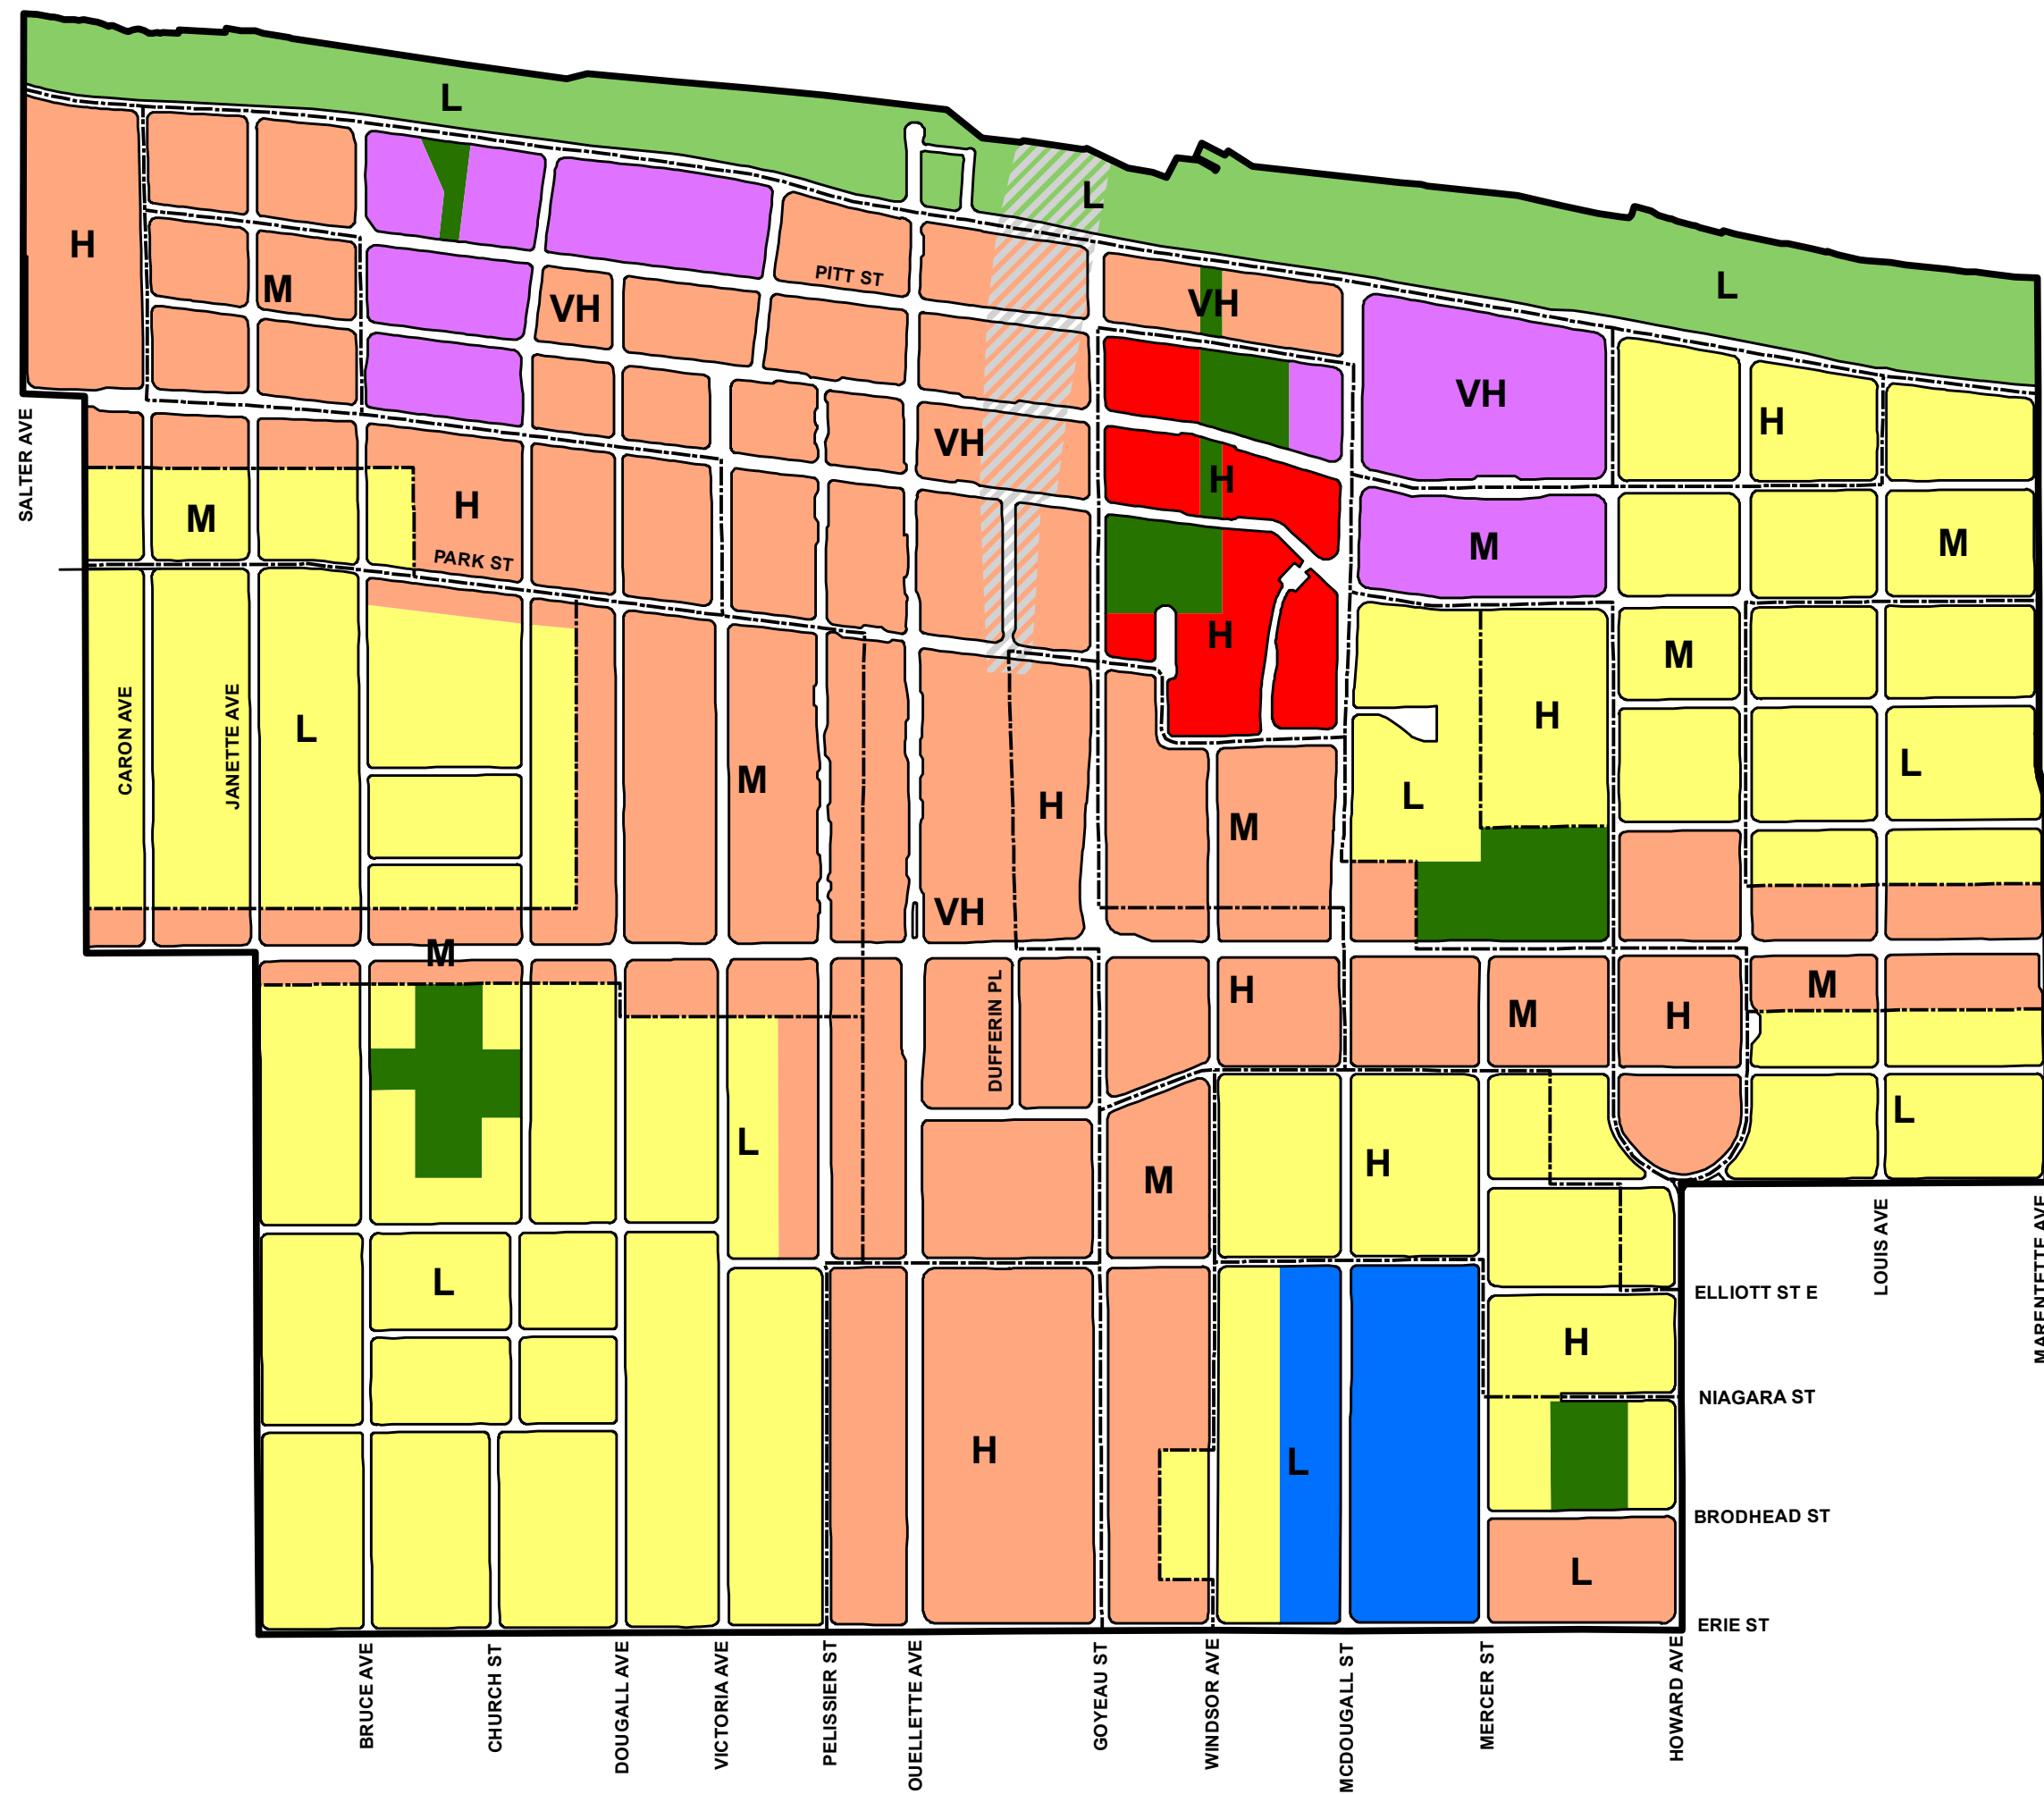 L
L
H
M
VH
PITT ST
VH
L
VH
H
SALTER AVE
M
H
VH
H
PARK ST
M
M
H
M
CARON AVE
JANETTE AVE
L
M
H
M
L
H
L
VH
M
DUFFERIN PL
H
M
H
M
L
M
H
L
L
H
LOUIS AVE
MARENTETTE AVE
ELLIOTT ST E
H
NIAGARA ST
H
L
BRODHEAD ST
L
ERIE ST
BRUCE AVE
CHURCH ST
DOUGALL AVE
VICTORIA AVE
PELISSIER ST
OUELLETTE AVE
GOYEAU ST
WINDSOR AVE
MCDOUGALL ST
MERCER ST
HOWARD AVE